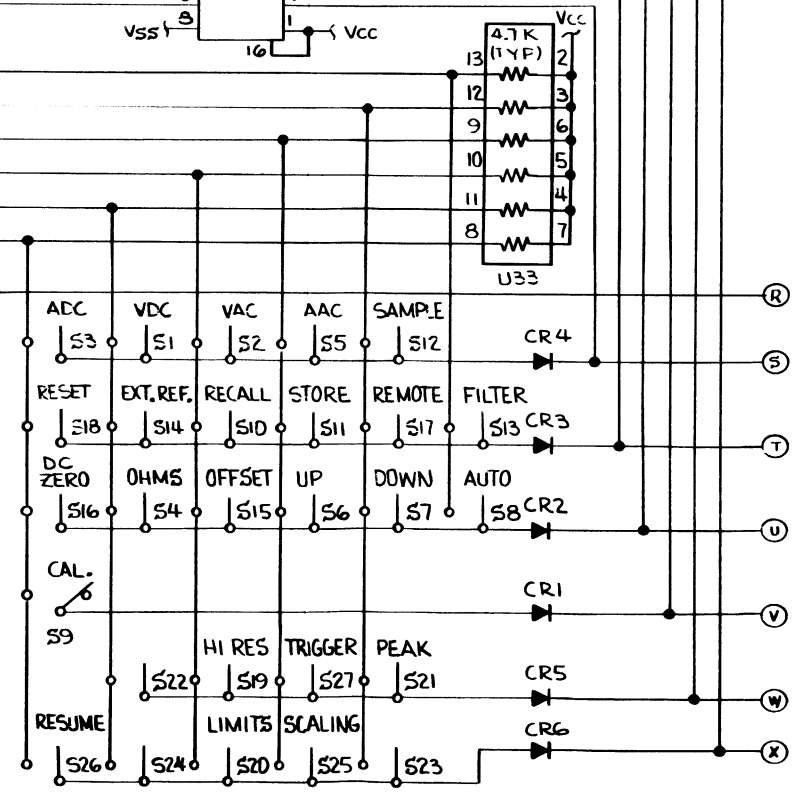 8 1
VSS VCC
16
VCC
4.7K
(TYP)
13 2
12 3
9 6
10 5
11 4
8 7
U33
R
ADC VDC VAC AAC SAMPLE
S3 S1 S2 S5 S12 CR4 S
RESET EXT.REF. RECALL STORE REMOTE FILTER
S18 S14 S10 S11 S17 S13 CR3 T
DC
ZERO OHMS OFFSET UP DOWN AUTO
S16 S4 S15 S6 S7 S8 CR2 U
CAL.
CR1 V
S9
HI RES TRIGGER PEAK
S22 S19 S27 S21 CR5 W
RESUME LIMITS SCALING
CR6 X
S26 S24 S20 S25 S23